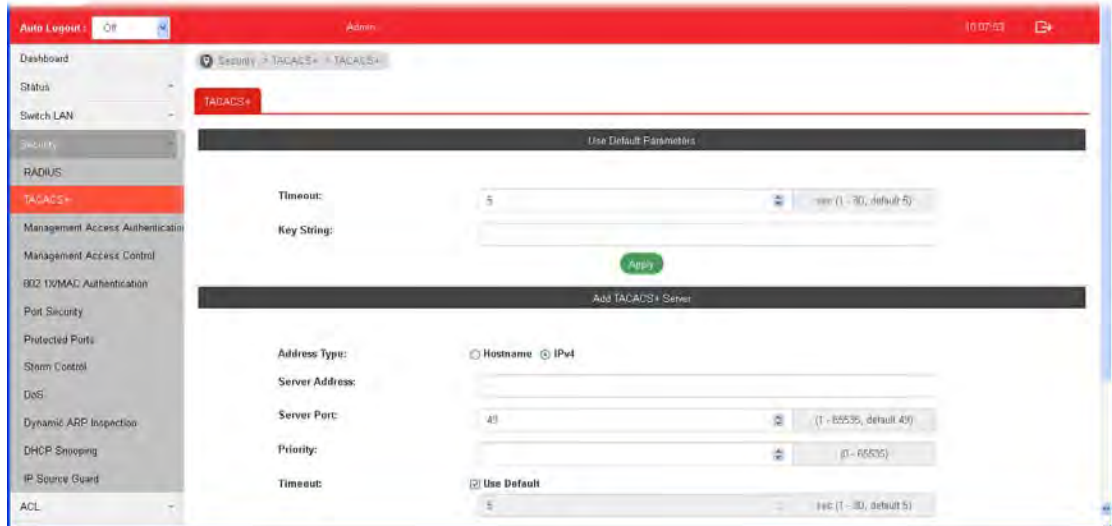 Auto Logout : Off Admin 10:07:53
Dashboard
Status
Switch LAN
Security
RADIUS
TACACS+
Management Access Authentication
Management Access Control
802.1X/MAC Authentication
Port Security
Protected Ports
Storm Control
DoS
Dynamic ARP Inspection
DHCP Snooping
IP Source Guard
ACL
Security > TACACS+ > TACACS+
TACACS+
Use Default Parameters
Timeout: 5 sec (1 - 30, default 5)
Key String:
Apply
Add TACACS+ Server
Address Type: Hostname IPv4
Server Address:
Server Port: 49 (1 - 65535, default 49)
Priority: (0 - 65535)
Timeout: Use Default
5 sec (1 - 30, default 5)